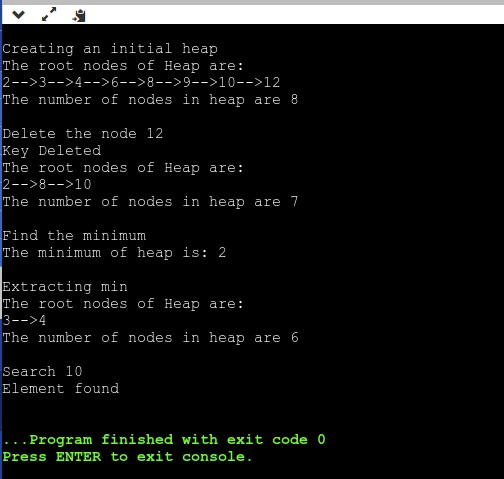 Creating an initial heap
The root nodes of Heap are:
2-->3-->4-->6-->8-->9-->10-->12
The number of nodes in heap are 8
Delete the node 12
Key Deleted
The root nodes of Heap are:
2-->8-->10
The number of nodes in heap are 7
Find the minimum
The minimum of heap is: 2
Extracting min
The root nodes of Heap are:
3-->4
The number of nodes in heap are 6
Search 10
Element found
...Program finished with exit code 0
Press ENTER to exit console.